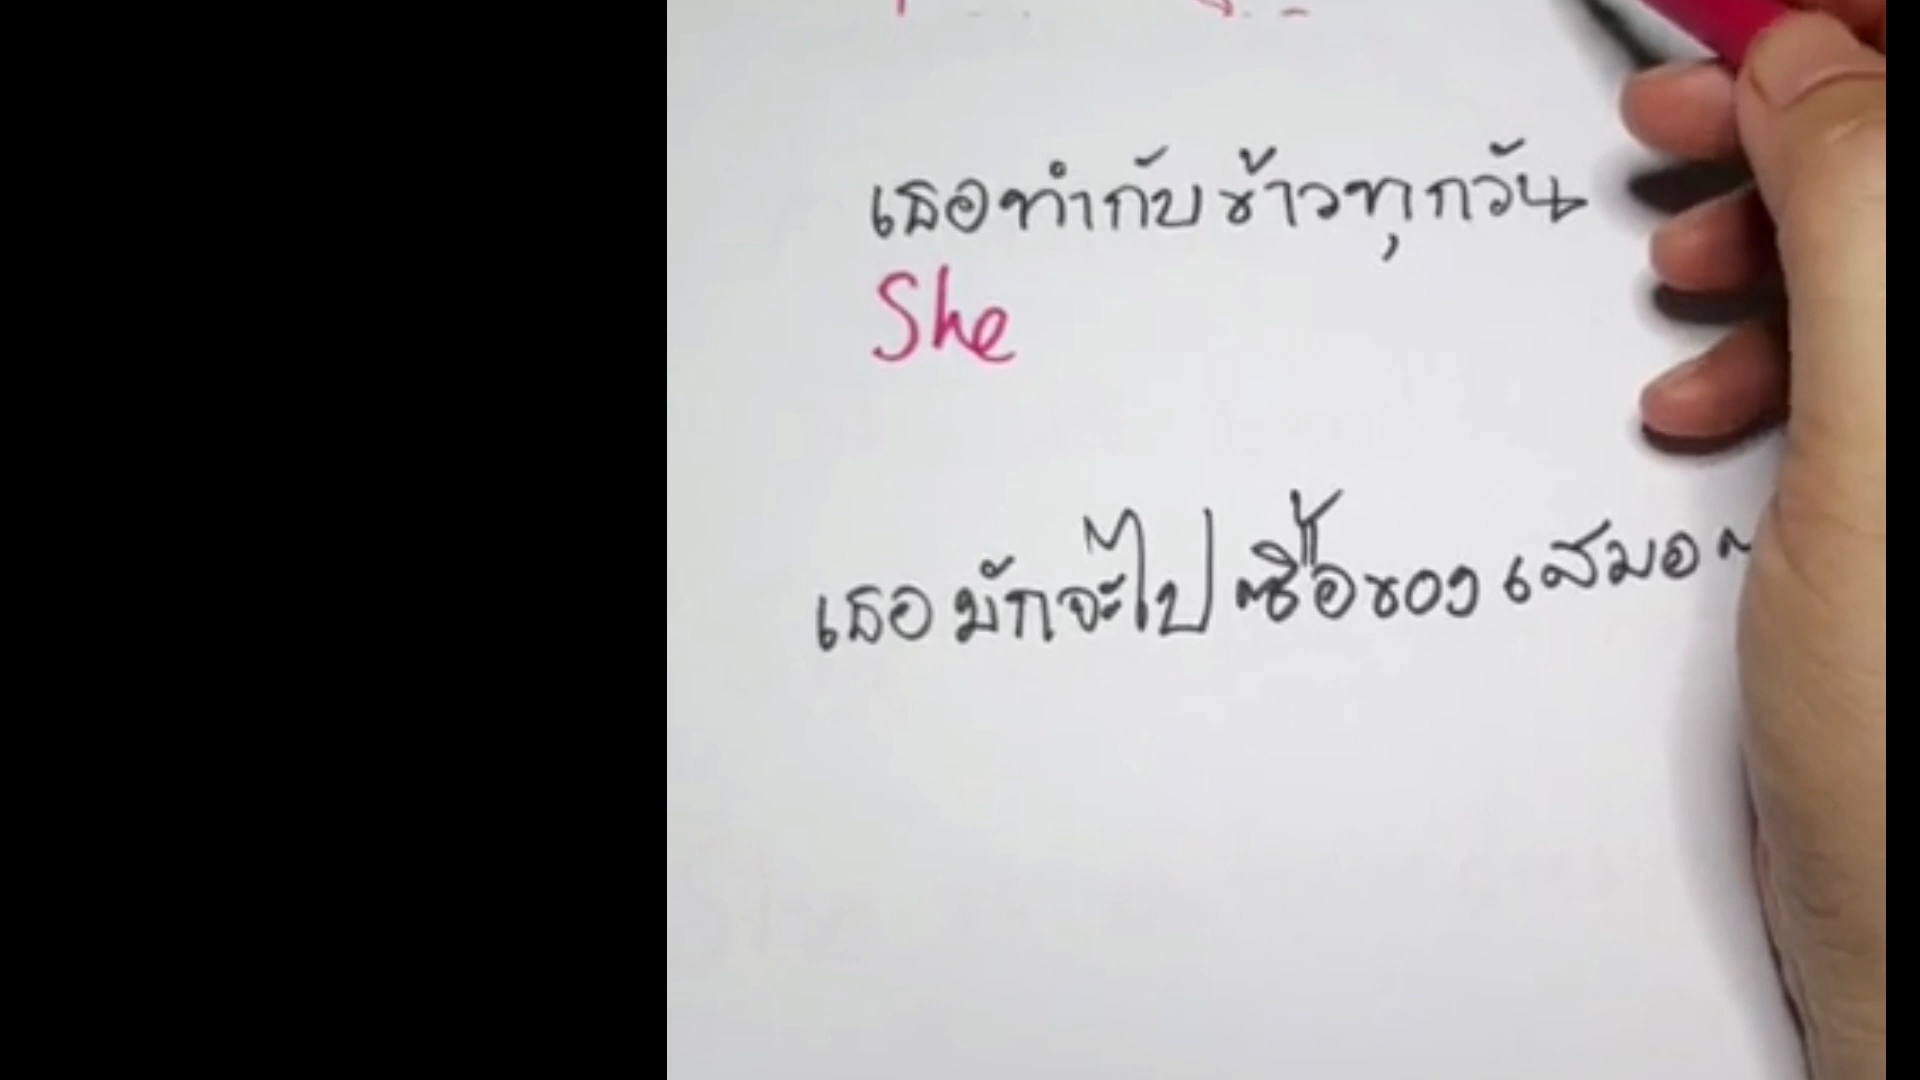 เธอทำกับข้าวทุกวัน
She
เธอมักจะไปซื้อของเสมอ ๆ